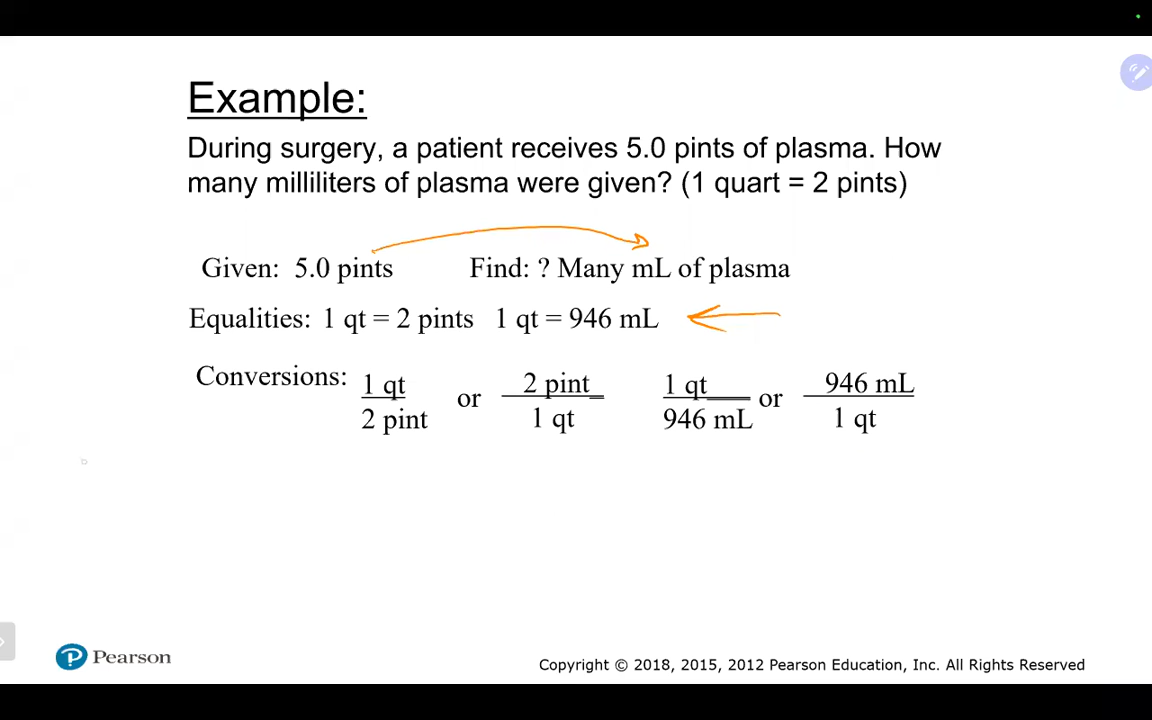 Example:
During surgery, a patient receives 5.0 pints of plasma. How
many milliliters of plasma were given? (1 quart = 2 pints)
Given: 5.0 pints Find: ? Many mL of plasma
Equalities: 1 qt = 2 pints 1 qt = 946 mL
Conversions: 1 qt or 2 pint 1 qt or 946 mL
2 pint 1 qt 946 mL 1 qt
Pearson
Copyright © 2018, 2015, 2012 Pearson Education, Inc. All Rights Reserved